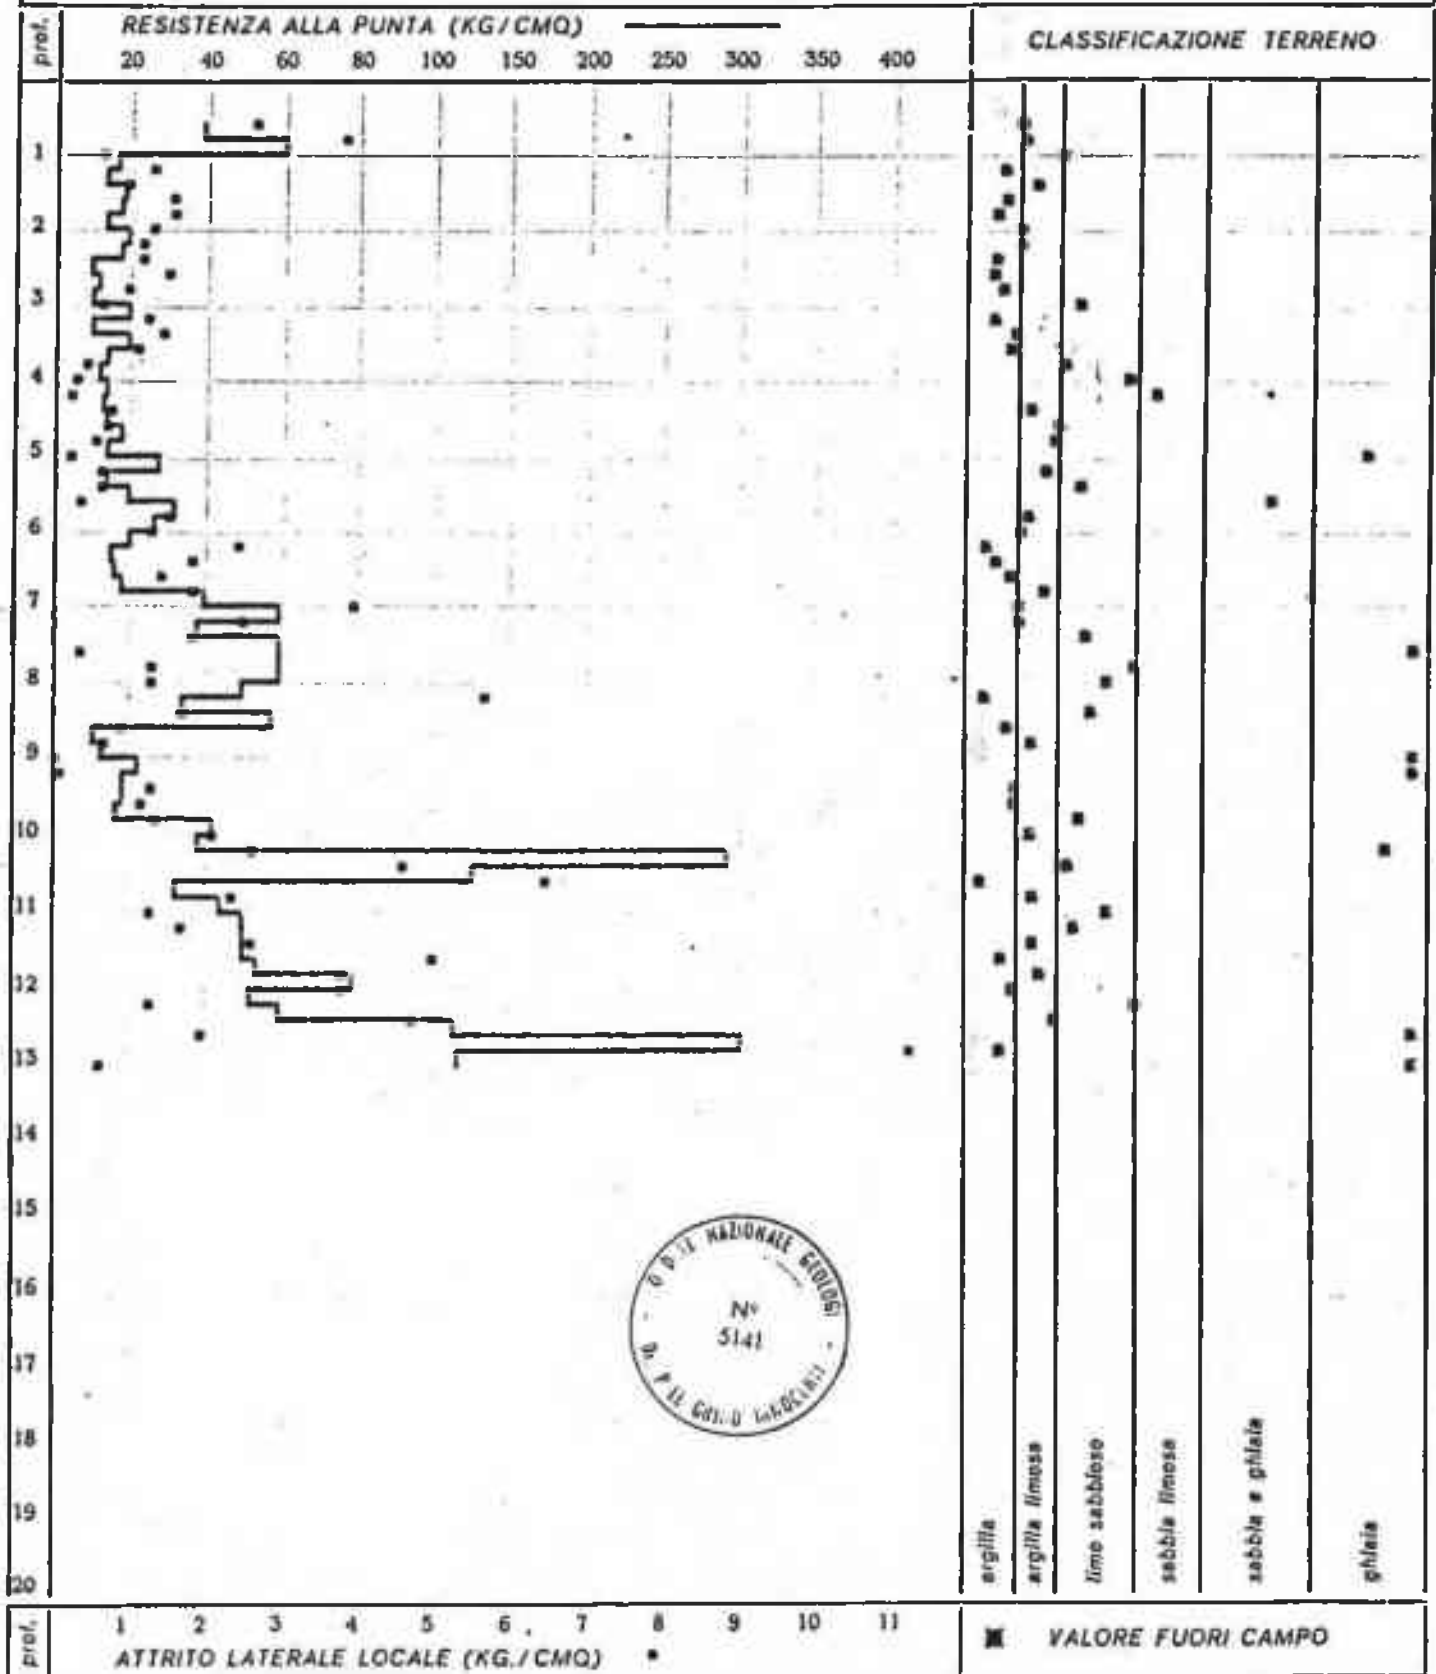 prof.
RESISTENZA ALLA PUNTA (KG/CMQ)
20 40 60 80 100 150 200 250 300 350 400
CLASSIFICAZIONE TERRENO
1
2
3
4
5
6
7
8
9
10
11
12
13
14
15
16
17
18
19
20
NAZIONALE GEOLOGI
Nº
5141
argilla
argilla limosa
limo sabbioso
sabbia limosa
sabbia e ghiaia
ghiaia
prof.
1 2 3 4 5 6 7 8 9 10 11
ATTRITO LATERALE LOCALE (KG./CMQ)
VALORE FUORI CAMPO